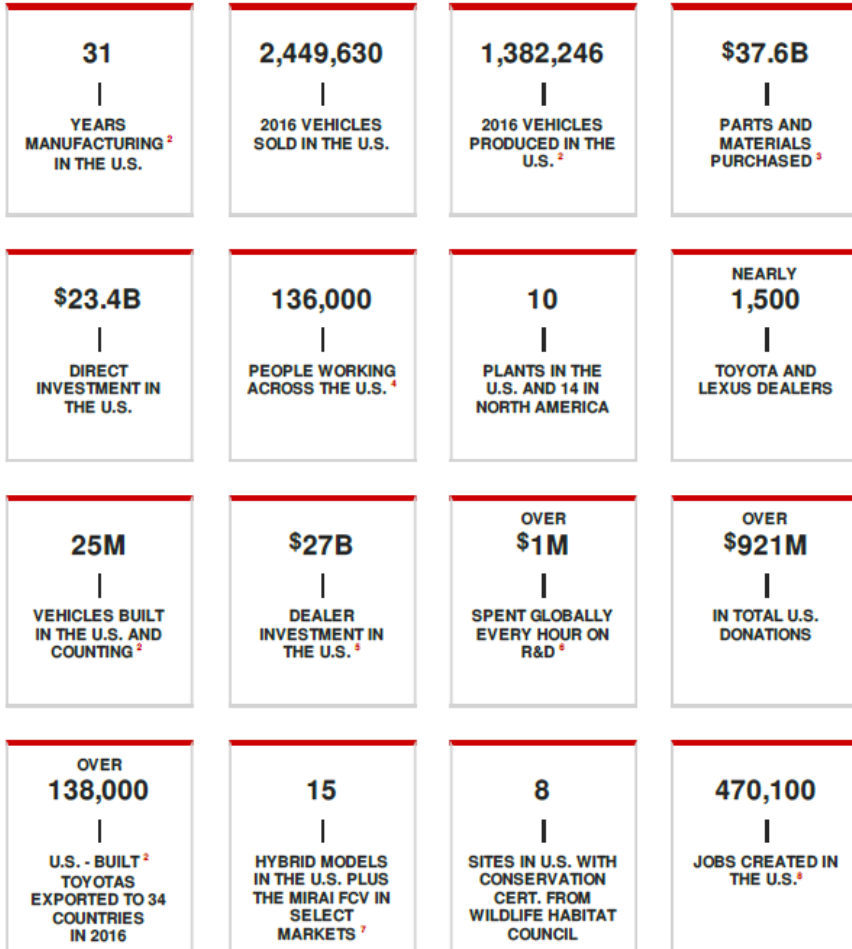 31
YEARS
MANUFACTURING 2
IN THE U.S.
2,449,630
2016 VEHICLES
SOLD IN THE U.S.
1,382,246
2016 VEHICLES
PRODUCED IN THE
U.S. 2
$37.6B
PARTS AND
MATERIALS
PURCHASED 3
$23.4B
DIRECT
INVESTMENT IN
THE U.S.
136,000
PEOPLE WORKING
ACROSS THE U.S. 4
10
PLANTS IN THE
U.S. AND 14 IN
NORTH AMERICA
NEARLY
1,500
TOYOTA AND
LEXUS DEALERS
25M
VEHICLES BUILT
IN THE U.S. AND
COUNTING 2
$27B
DEALER
INVESTMENT IN
THE U.S. 5
OVER
$1M
SPENT GLOBALLY
EVERY HOUR ON
R&D 6
OVER
$921M
IN TOTAL U.S.
DONATIONS
OVER
138,000
U.S. - BUILT 2
TOYOTAS
EXPORTED TO 34
COUNTRIES
IN 2016
15
HYBRID MODELS
IN THE U.S. PLUS
THE MIRAI FCV IN
SELECT
MARKETS 7
8
SITES IN U.S. WITH
CONSERVATION
CERT. FROM
WILDLIFE HABITAT
COUNCIL
470,100
JOBS CREATED IN
THE U.S.8